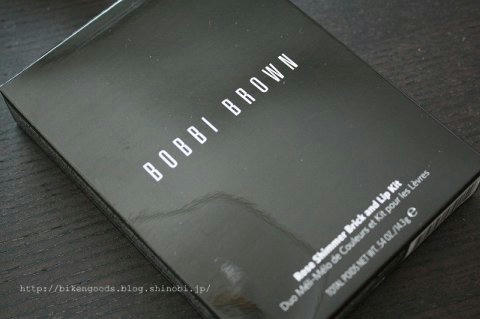 BOBBI BROWN
Rose Shimmer Brick and Lip Kit
Duo Méli-Mélo de Couleurs et Kit pour les Lèvres
TOTAL POIDS NET WT. .54 OZ./14.3g ℮
http://bikengoods.blog.shinobi.jp/